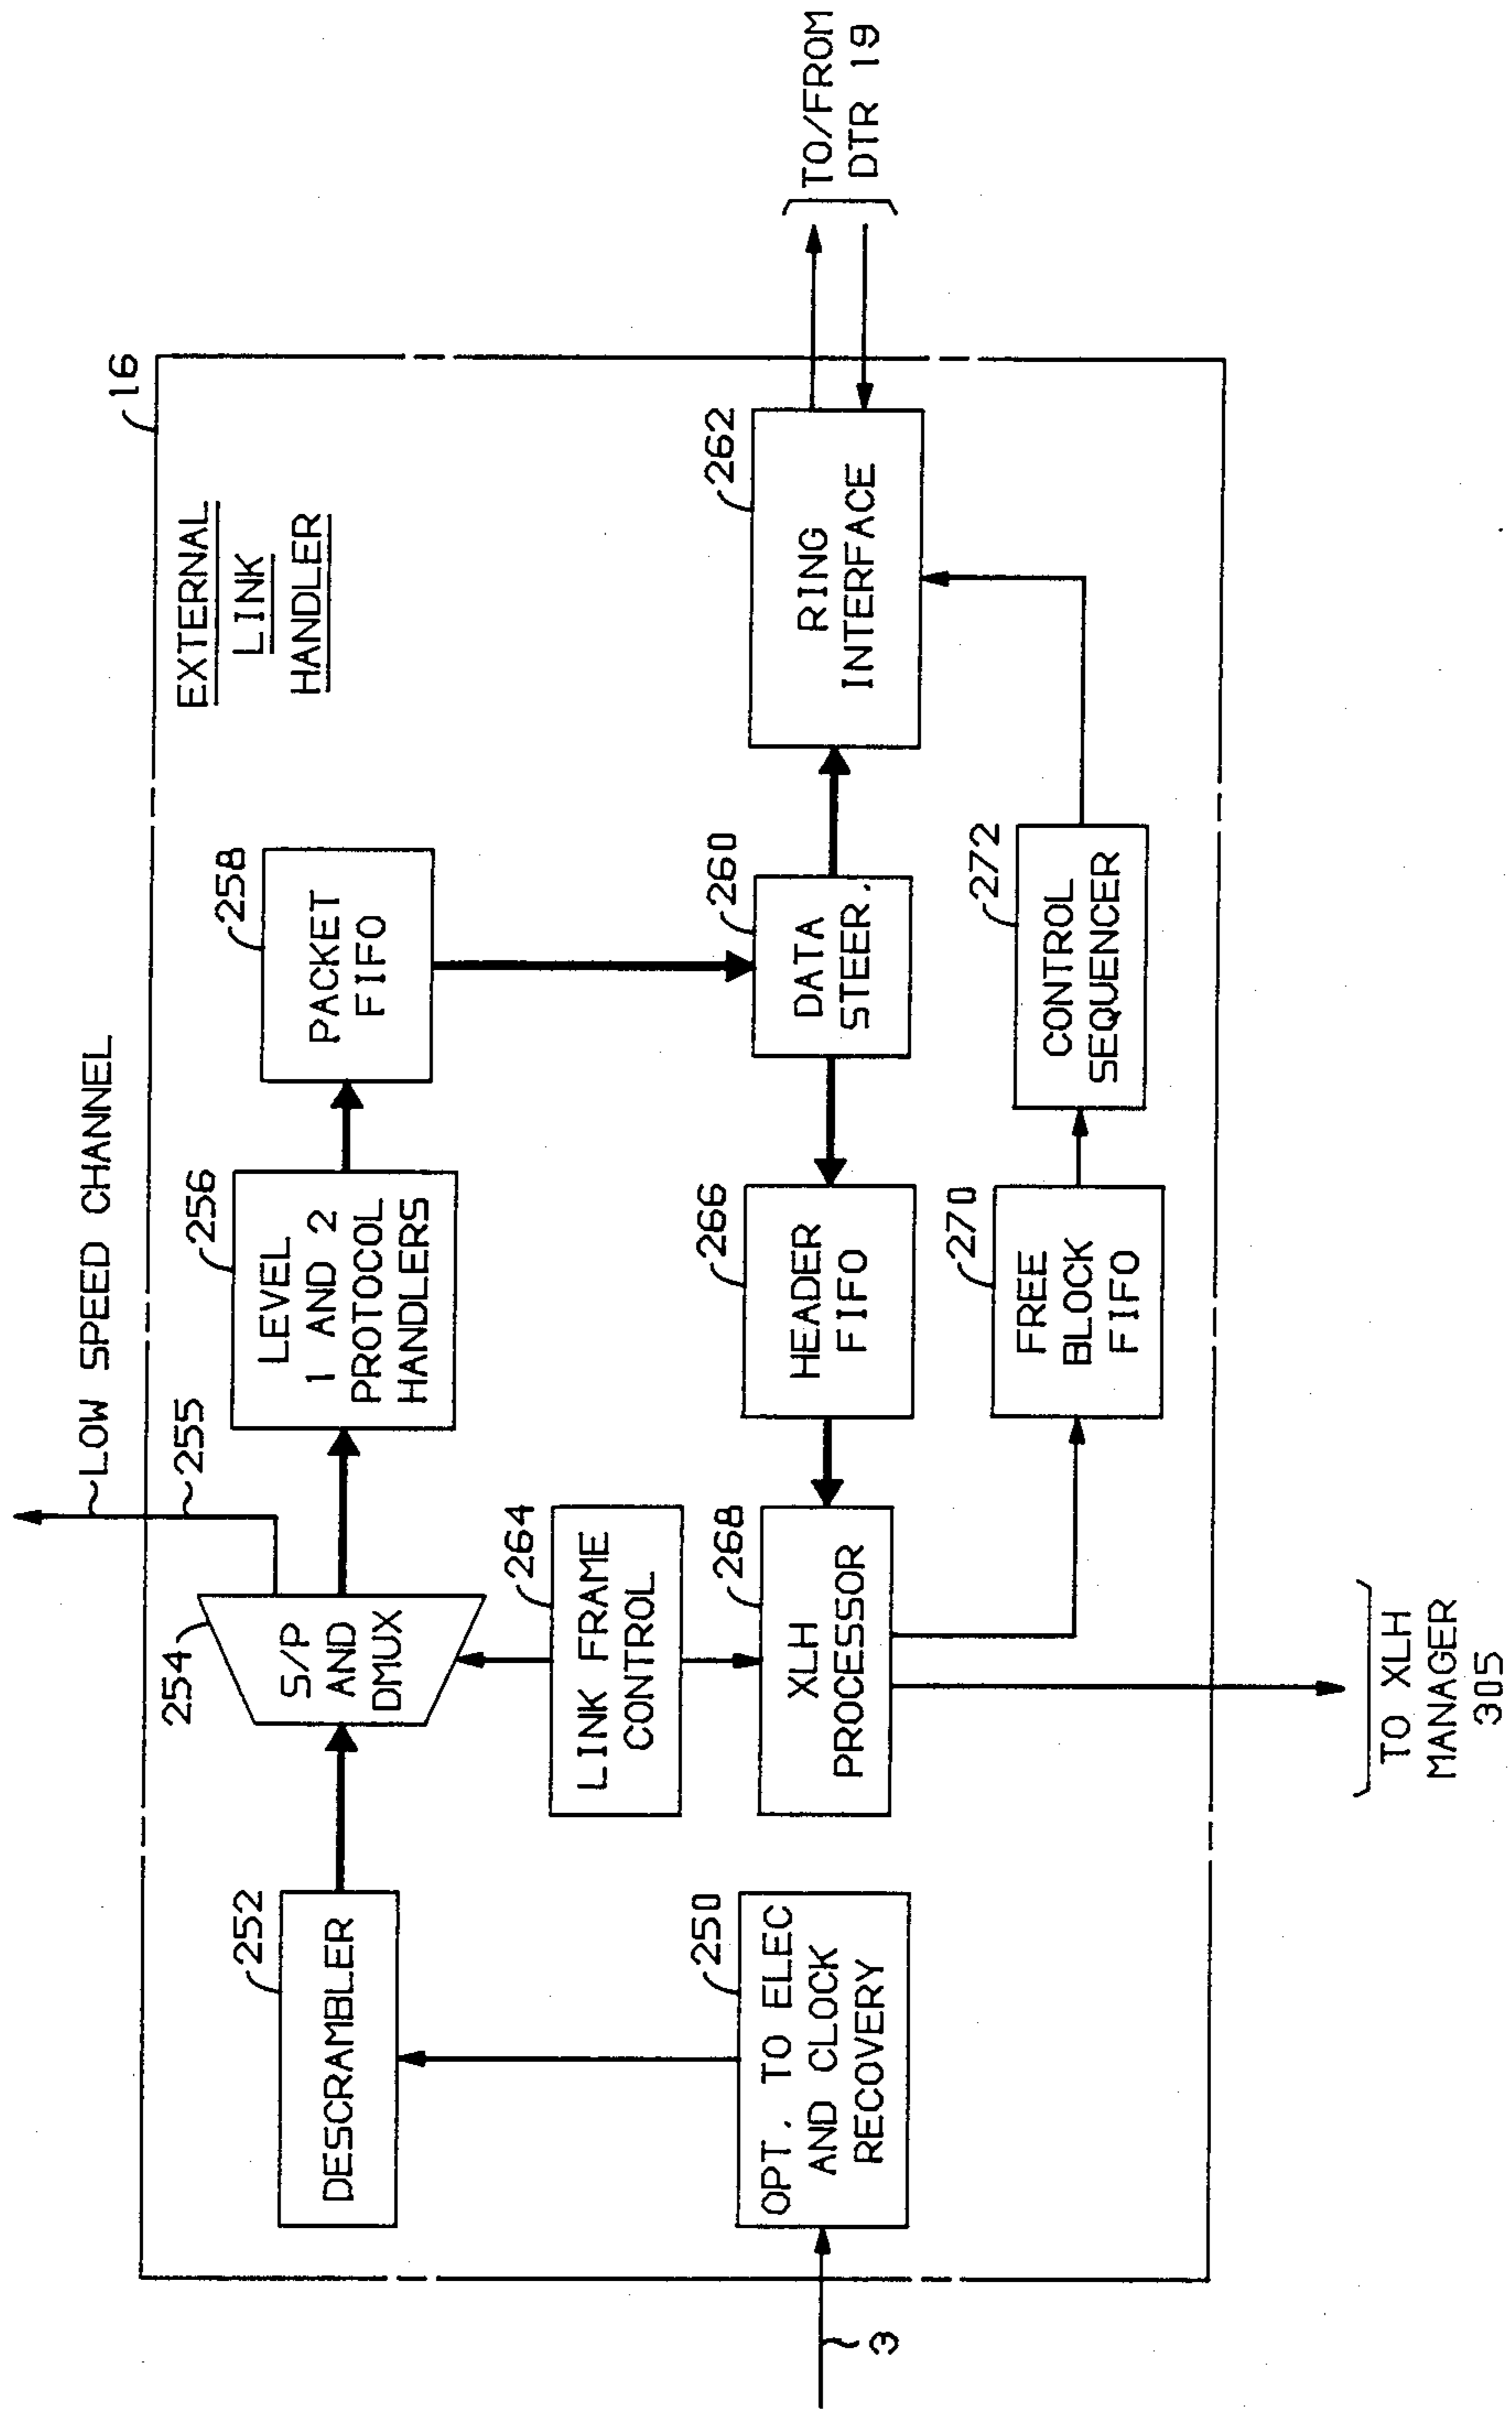 LOW SPEED CHANNEL
255
16
EXTERNAL
LINK
HANDLER
252
DESCRAMBLER
254
S/P
AND
DMUX
256
LEVEL
1 AND 2
PROTOCOL
HANDLERS
258
PACKET
FIFO
264
LINK FRAME
CONTROL
250
OPT. TO ELEC
AND CLOCK
RECOVERY
3
268
XLH
PROCESSOR
266
HEADER
FIFO
260
DATA
STEER.
262
RING
INTERFACE
TO/FROM
DTR 19
270
FREE
BLOCK
FIFO
272
CONTROL
SEQUENCER
TO XLH
MANAGER
305